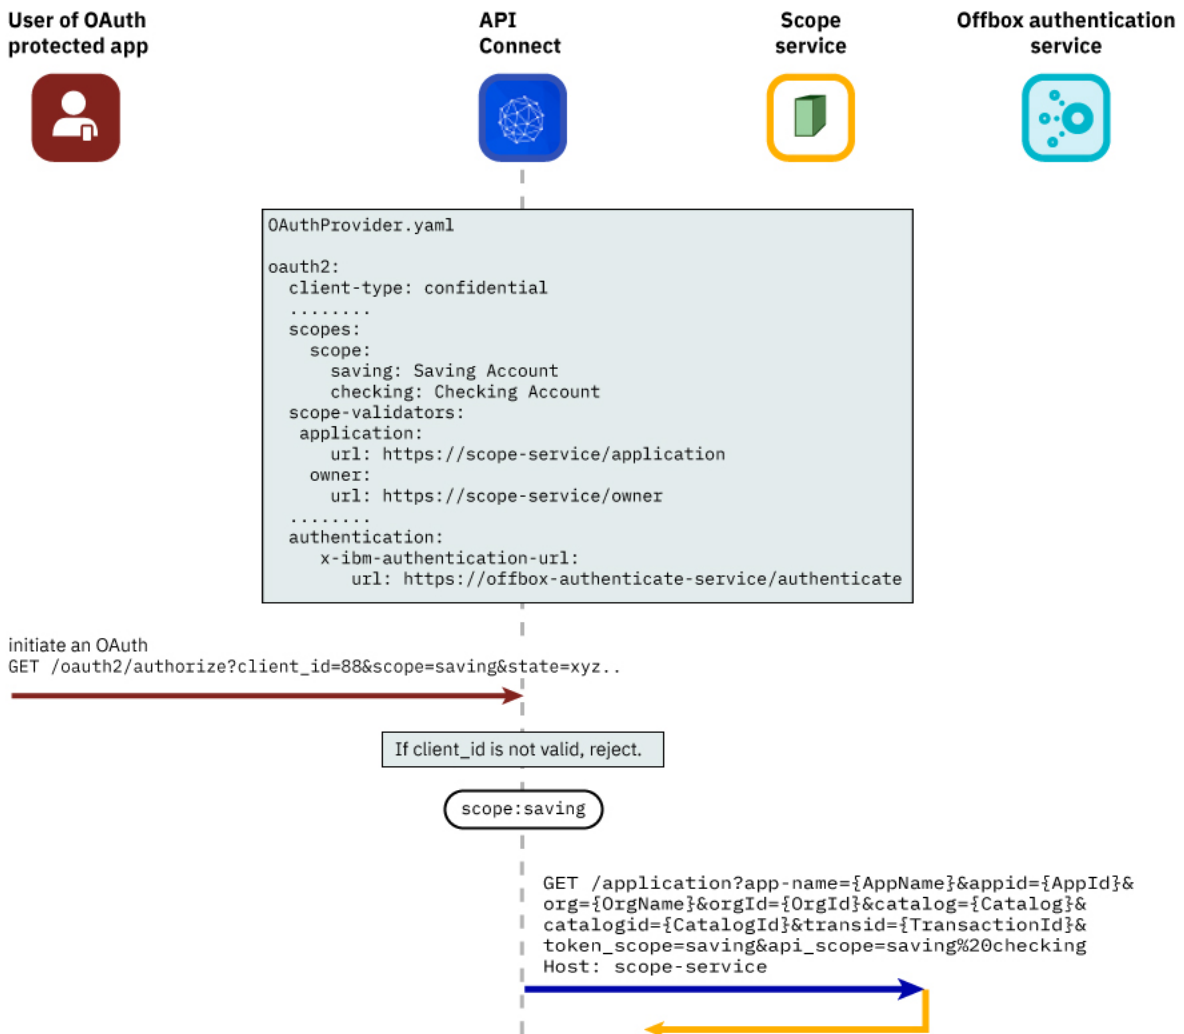 User of OAuth
protected app
API
Connect
Scope
service
Offbox authentication
service
OAuthProvider.yaml
oauth2:
  client-type: confidential
  ........
  scopes:
    scope:
      saving: Saving Account
      checking: Checking Account
  scope-validators:
   application:
      url: https://scope-service/application
    owner:
      url: https://scope-service/owner
  ........
  authentication:
     x-ibm-authentication-url:
        url: https://offbox-authenticate-service/authenticate
initiate an OAuth
GET /oauth2/authorize?client_id=88&scope=saving&state=xyz..
If client_id is not valid, reject.
scope:saving
GET /application?app-name={AppName}&appid={AppId}&
org={OrgName}&orgId={OrgId}&catalog={Catalog}&
catalogid={CatalogId}&transid={TransactionId}&
token_scope=saving&api_scope=saving%20checking
Host: scope-service